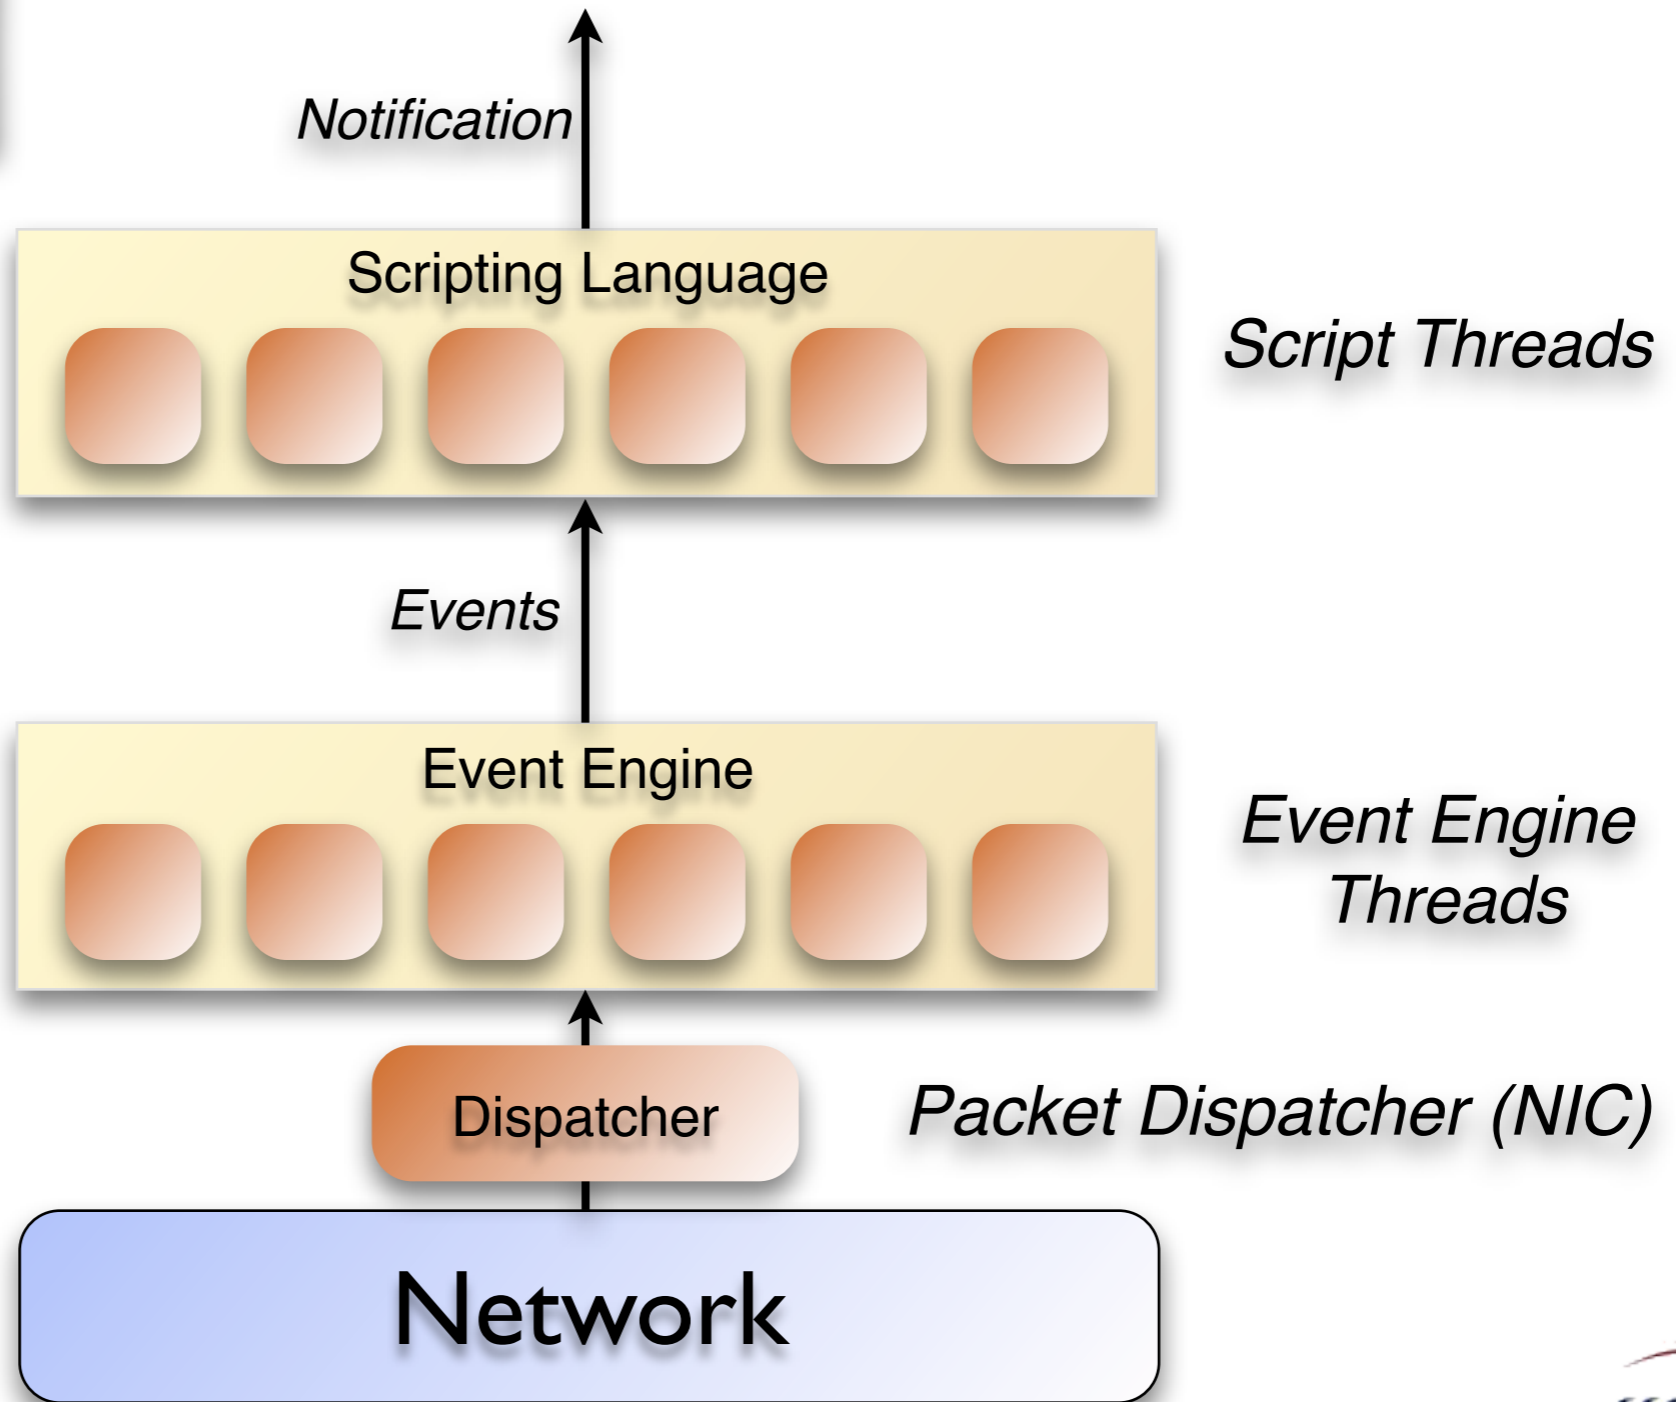 Notification
Scripting Language
Script Threads
Events
Event Engine
Event Engine
Threads
Dispatcher
Packet Dispatcher (NIC)
Network